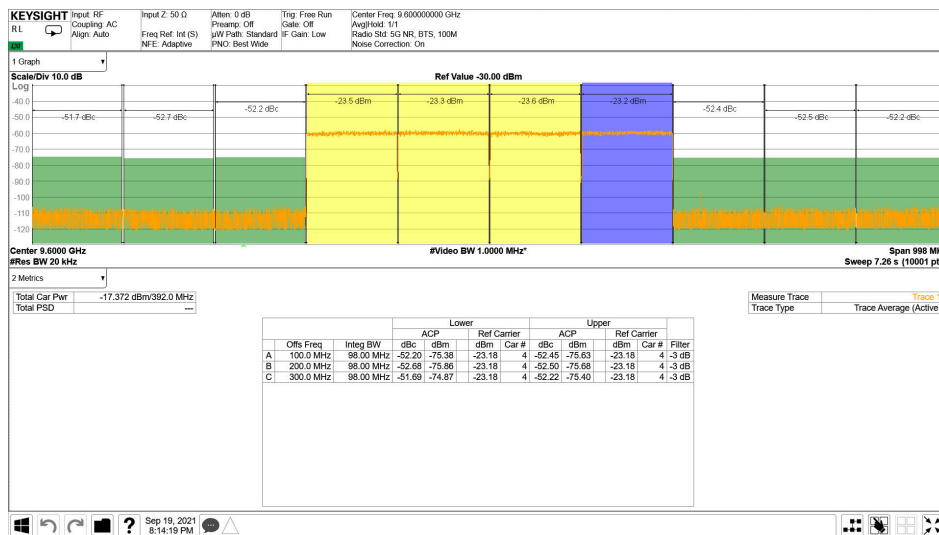 KEYSIGHT Input: RF Input Z: 50 Ω Atten: 0 dB Trig: Free Run Center Freq: 9.600000000 GHz
RL Coupling: AC Preamp: Off Gate: Off Avg|Hold: 1/1
Align: Auto Freq Ref: Int (S) µW Path: Standard IF Gain: Low Radio Std: 5G NR, BTS, 100M
NFE: Adaptive PNO: Best Wide Noise Correction: On
1 Graph
Scale/Div 10.0 dB Ref Value -30.00 dBm
Log
-40.0
-50.0
-60.0
-70.0
-80.0
-90.0
-100
-110
-120
-51.7 dBc -52.7 dBc -52.2 dBc -23.5 dBm -23.3 dBm -23.6 dBm -23.2 dBm -52.4 dBc -52.5 dBc -52.2 dBc
Center 9.6000 GHz #Video BW 1.0000 MHz* Span 998 MH
#Res BW 20 kHz Sweep 7.26 s (10001 pt
2 Metrics
Total Car Pwr -17.372 dBm/392.0 MHz Measure Trace Trace 1
Total PSD --- Trace Type Trace Average (Active
Lower Upper
ACP Ref Carrier ACP Ref Carrier
Offs Freq Integ BW dBc dBm dBm Car # dBc dBm dBm Car # Filter
A 100.0 MHz 98.00 MHz -52.20 -75.38 -23.18 4 -52.45 -75.63 -23.18 4 -3 dB
B 200.0 MHz 98.00 MHz -52.68 -75.86 -23.18 4 -52.50 -75.68 -23.18 4 -3 dB
C 300.0 MHz 98.00 MHz -51.69 -74.87 -23.18 4 -52.22 -75.40 -23.18 4 -3 dB
? Sep 19, 2021
8:14:19 PM